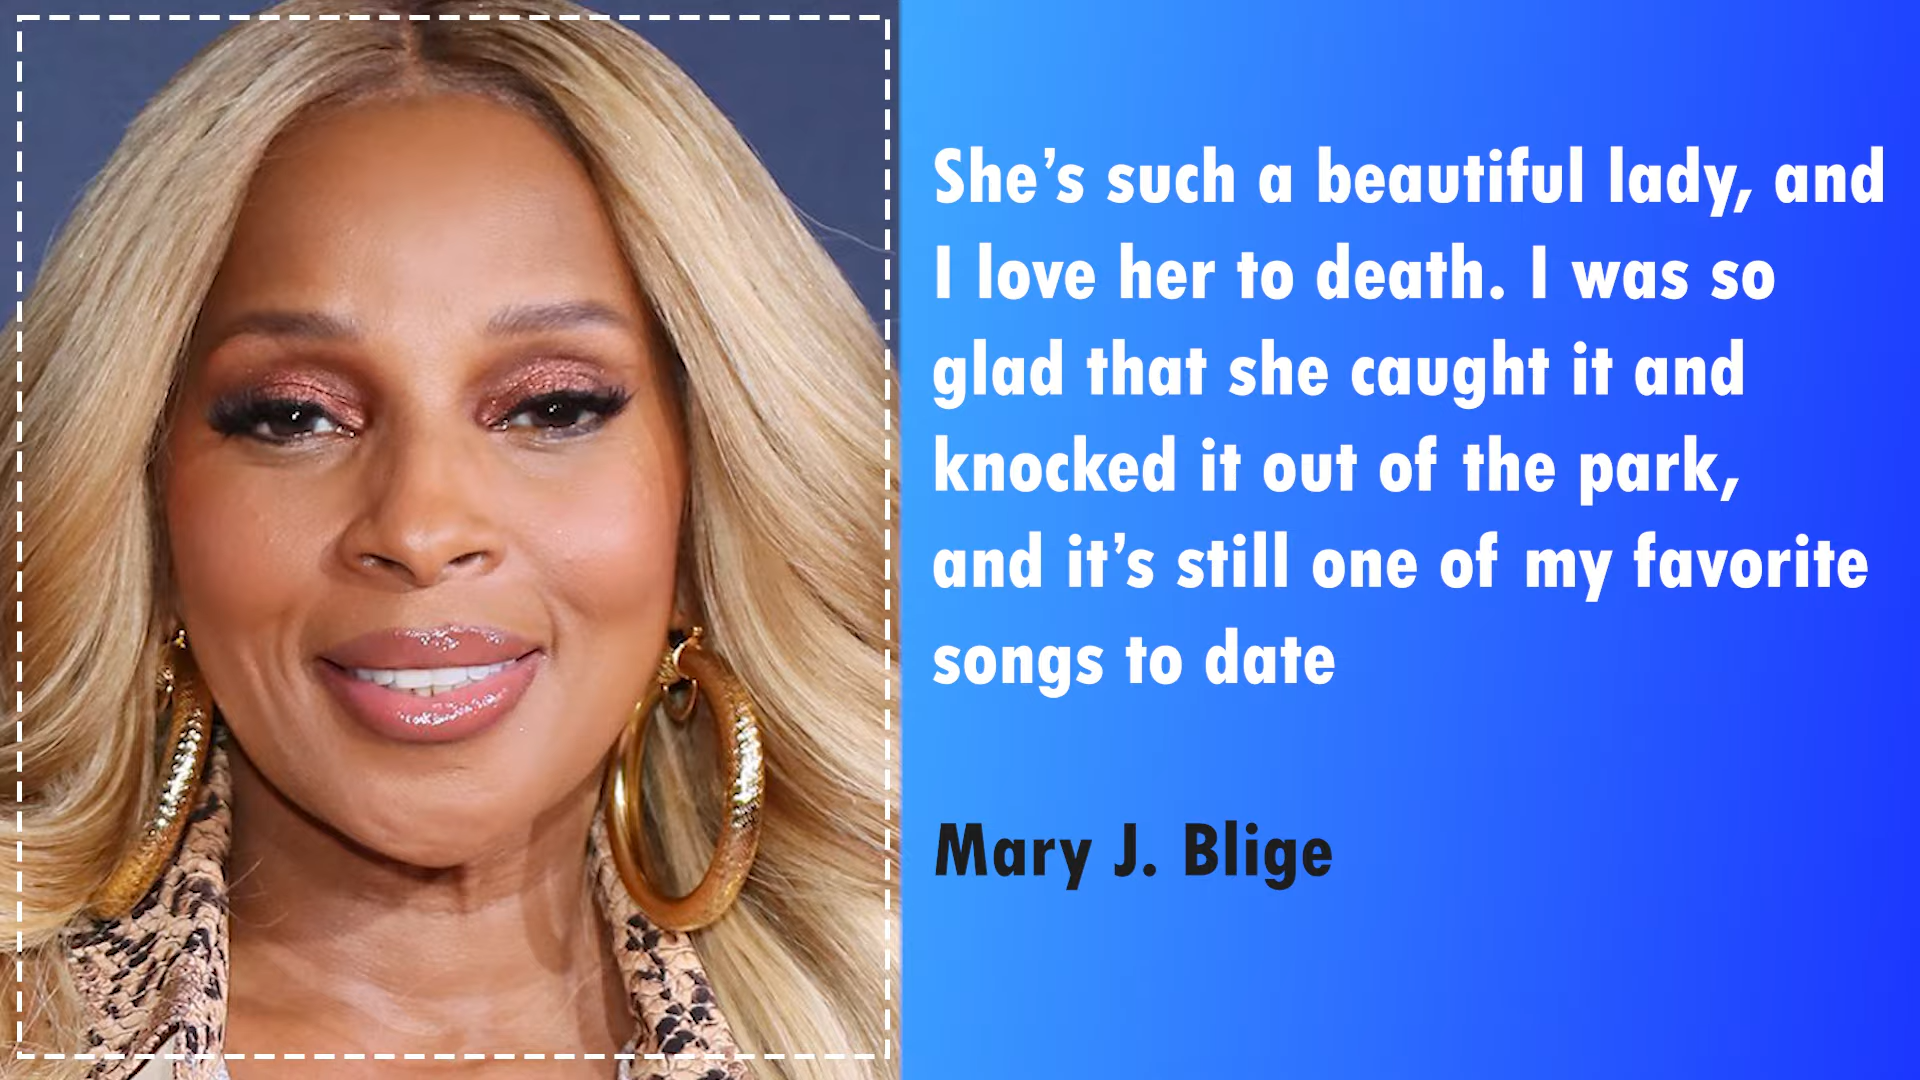 She’s such a beautiful lady, and
I love her to death. I was so
glad that she caught it and
knocked it out of the park,
and it’s still one of my favorite
songs to date
Mary J. Blige